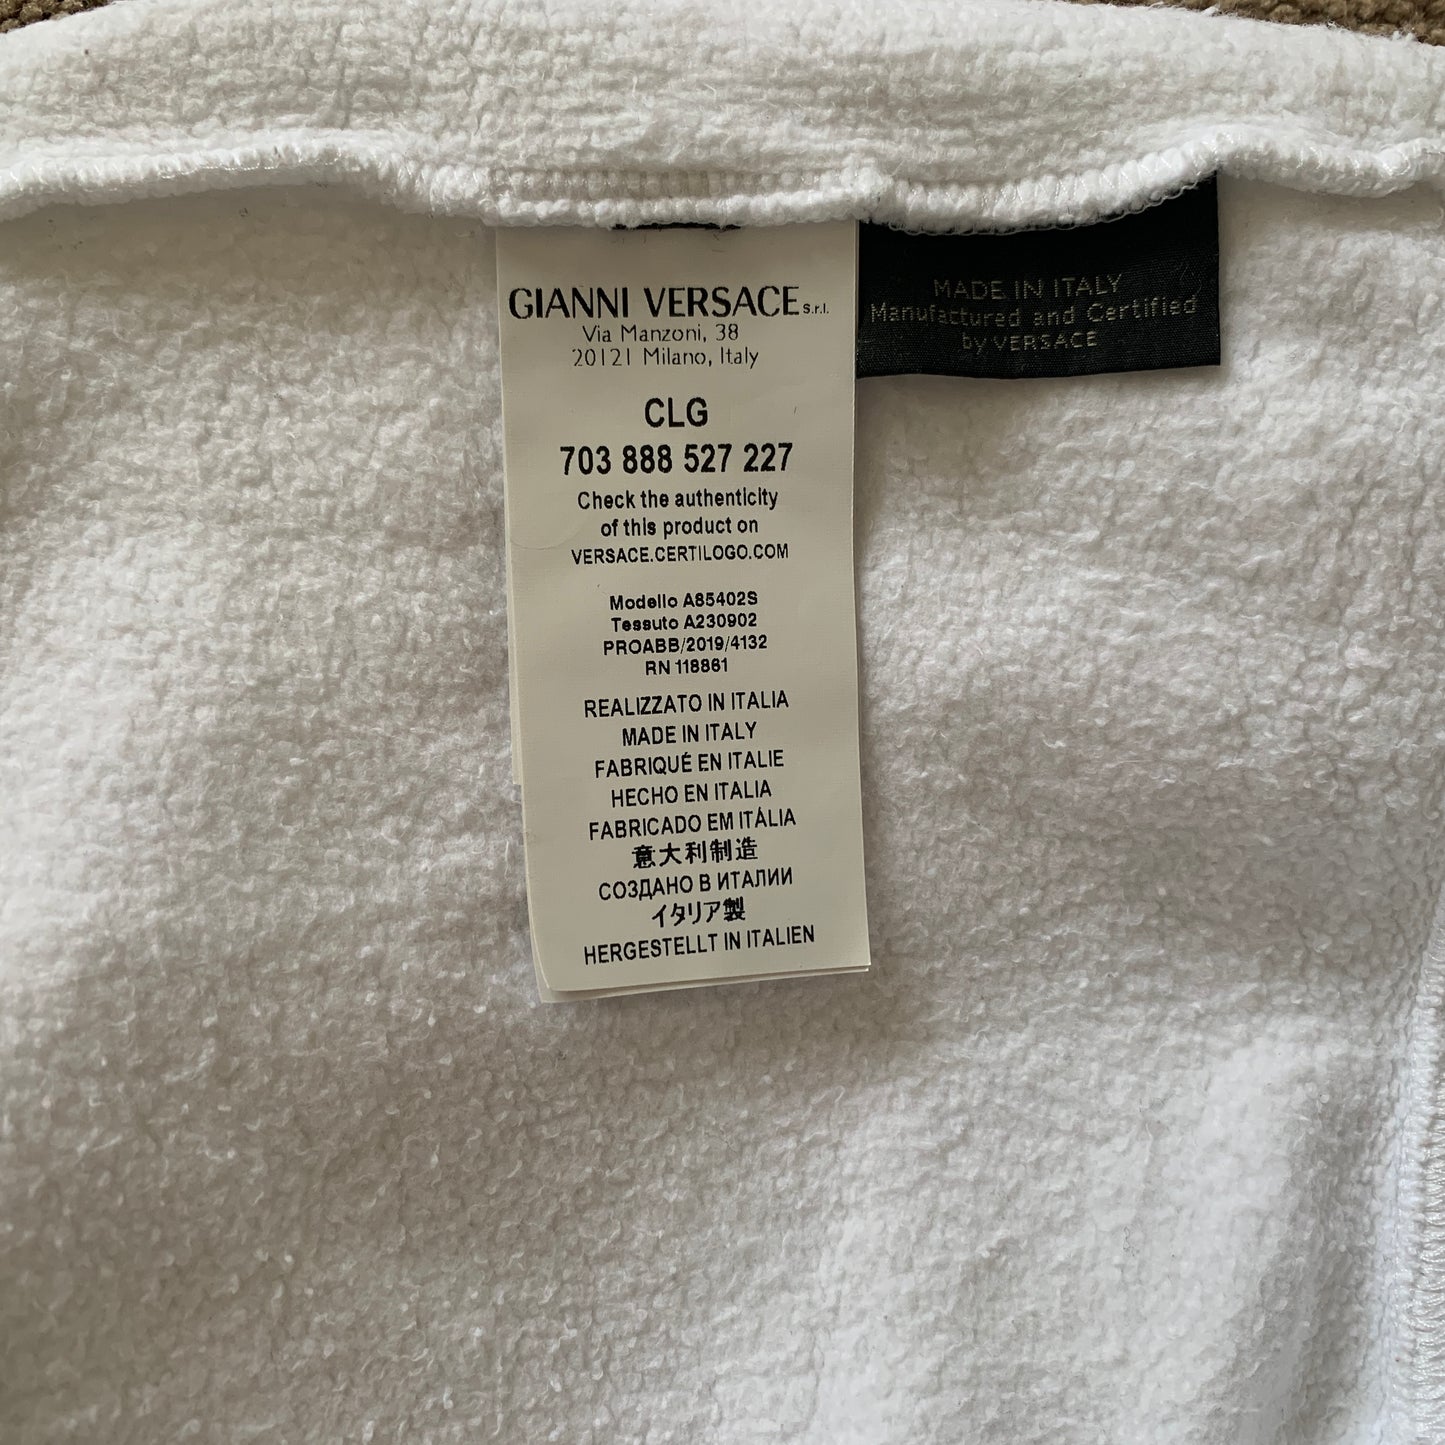 GIANNI VERSACE s.r.l.
Via Manzoni, 38
20121 Milano, Italy
CLG
703 888 527 227
Check the authenticity
of this product on
VERSACE.CERTILOGO.COM
Modello A85402S
Tessuto A230902
PROABB/2019/4132
RN 118861
REALIZZATO IN ITALIA
MADE IN ITALY
FABRIQUÉ EN ITALIE
HECHO EN ITALIA
FABRICADO EM ITÁLIA
意大利制造
СОЗДАНО В ИТАЛИИ
イタリア製
HERGESTELLT IN ITALIEN
MADE IN ITALY
Manufactured and Certified
by VERSACE